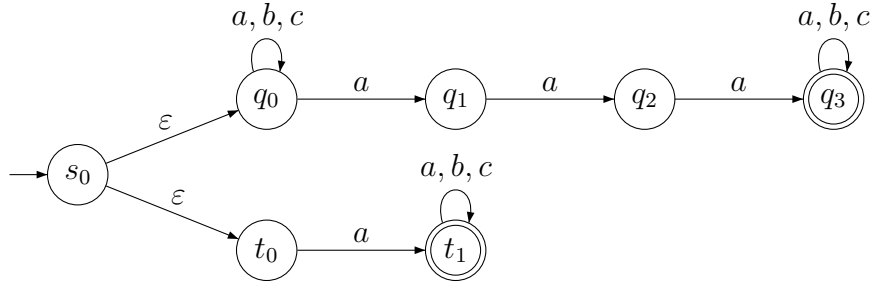 a, b, c
a, b, c
q0
a
q1
a
q2
a
q3
ε
s0
ε
a, b, c
t0
a
t1